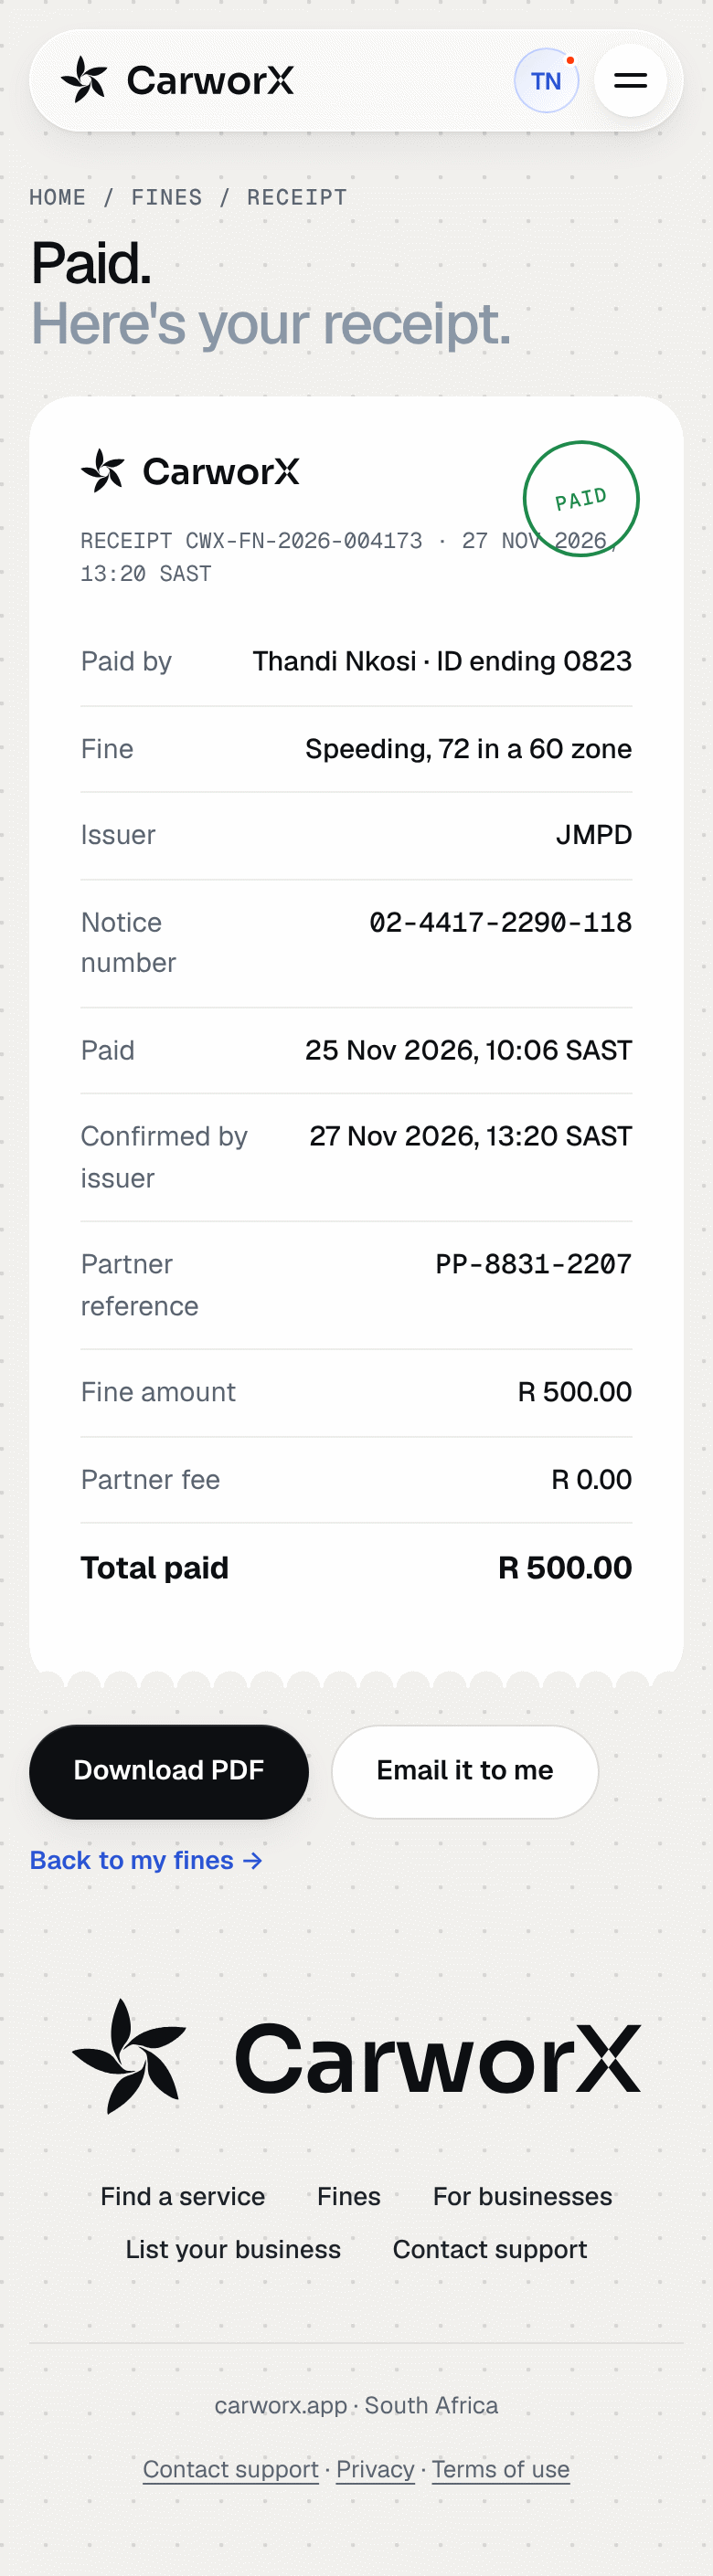 CarworX
TN
HOME / FINES / RECEIPT
Paid.
Here's your receipt.
CarworX
PAID
RECEIPT CWX-FN-2026-004173 · 27 NOV 2026,
13:20 SAST
Paid by Thandi Nkosi · ID ending 0823
Fine Speeding, 72 in a 60 zone
Issuer JMPD
Notice 02-4417-2290-118
number
Paid 25 Nov 2026, 10:06 SAST
Confirmed by 27 Nov 2026, 13:20 SAST
issuer
Partner PP-8831-2207
reference
Fine amount R 500.00
Partner fee R 0.00
Total paid R 500.00
Download PDF Email it to me
Back to my fines →
CarworX
Find a service Fines For businesses
List your business Contact support
carworx.app · South Africa
Contact support · Privacy · Terms of use